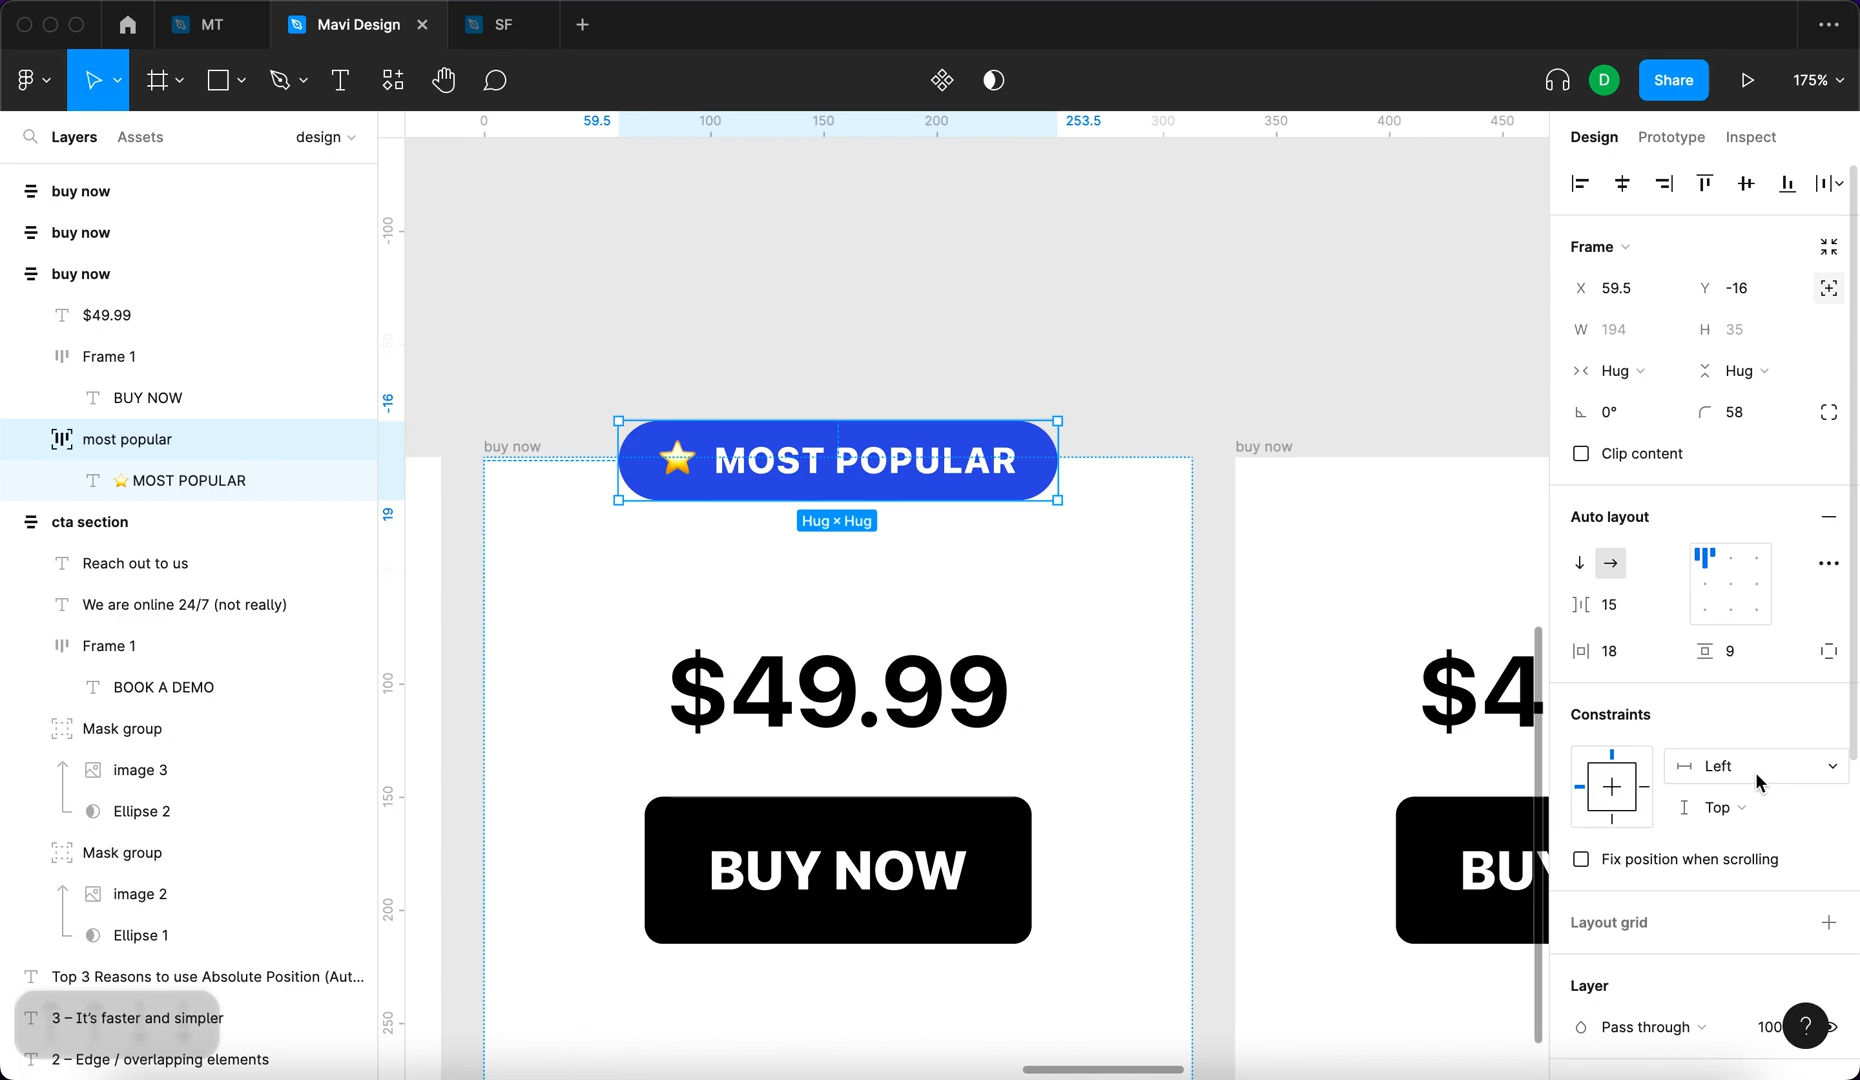 MT
Mavi Design
SF
D
Share
175%
Layers
Assets
design
buy now
buy now
buy now
$49.99
Frame 1
BUY NOW
most popular
⭐ MOST POPULAR
cta section
Reach out to us
We are online 24/7 (not really)
Frame 1
BOOK A DEMO
Mask group
image 3
Ellipse 2
Mask group
image 2
Ellipse 1
Top 3 Reasons to use Absolute Position (Aut...
3 – It's faster and simpler
2 – Edge / overlapping elements
0
59.5
100
150
200
253.5
300
350
400
450
-100
-50
-16
19
100
150
200
250
buy now
⭐ MOST POPULAR
Hug × Hug
$49.99
BUY NOW
buy now
$4
BU
Design
Prototype
Inspect
Frame
X 59.5
Y -16
W 194
H 35
Hug
Hug
0°
58
Clip content
Auto layout
15
18
9
Constraints
Left
Top
Fix position when scrolling
Layout grid
Layer
Pass through
100
?